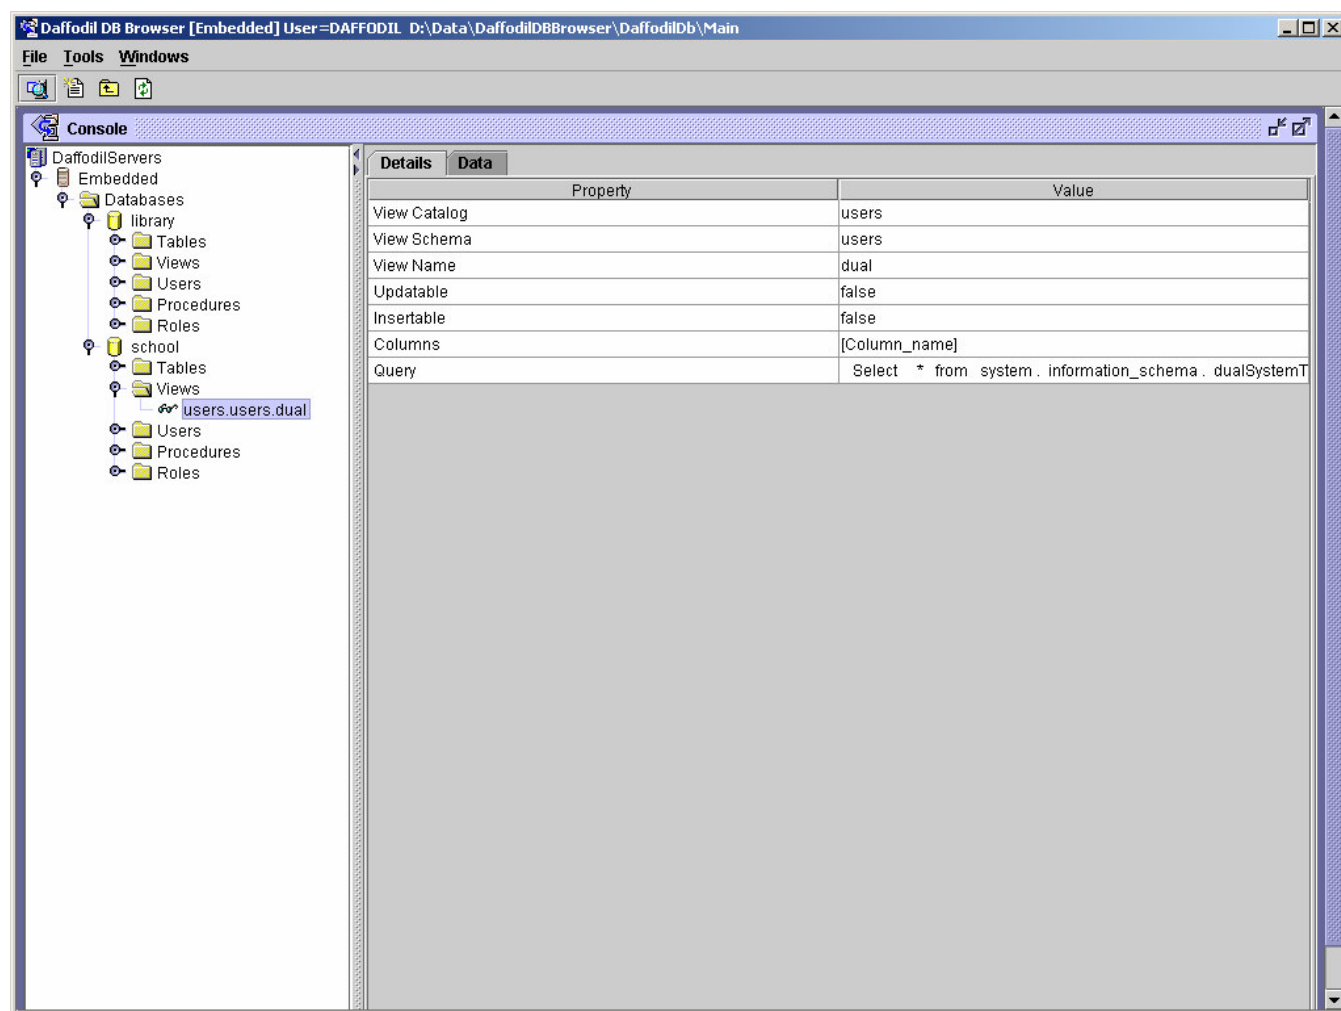 Daffodil DB Browser [Embedded] User=DAFFODIL D:\Data\DaffodilDBBrowser\DaffodilDb\Main
File Tools Windows
Console
DaffodilServers
Embedded
Databases
library
Tables
Views
Users
Procedures
Roles
school
Tables
Views
users.users.dual
Users
Procedures
Roles
Details Data
Property Value
View Catalog users
View Schema users
View Name dual
Updatable false
Insertable false
Columns [Column_name]
Query Select * from system . information_schema . dualSystemT